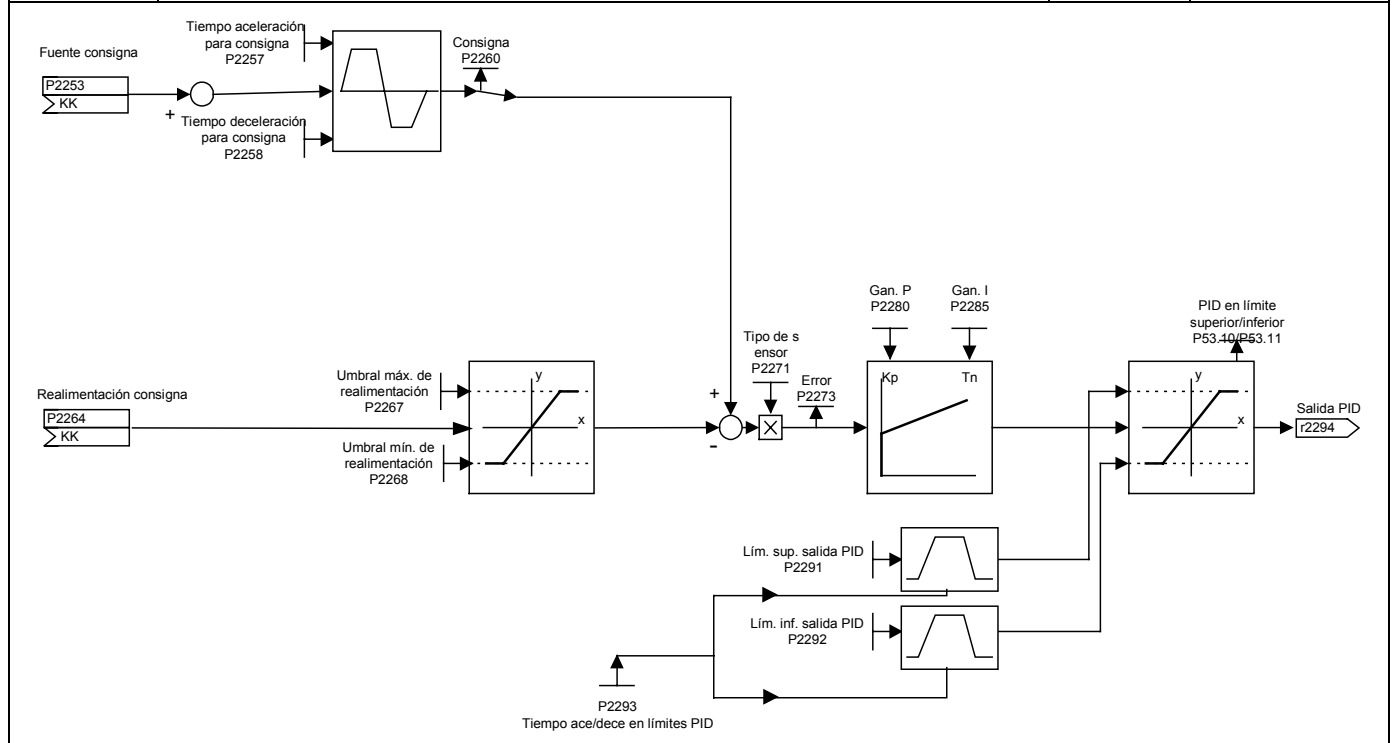 Tiempo aceleración
para consigna
P2257
Fuente consigna
P2253
KK
+
Tiempo deceleración
para consigna
P2258
Consigna
P2260
Gan. P
P2280
Gan. I
P2285
PID en límite
superior/inferior
P53.10/P53.11
Tipo de s
ensor
P2271
Error
P2273
Realimentación consigna
P2264
KK
Umbral máx. de
realimentación
P2267
Umbral mín. de
realimentación
P2268
y
x
+
-
X
Kp
Tn
y
x
Salida PID
r2294
Lím. sup. salida PID
P2291
Lím. inf. salida PID
P2292
P2293
Tiempo ace/dece en límites PID